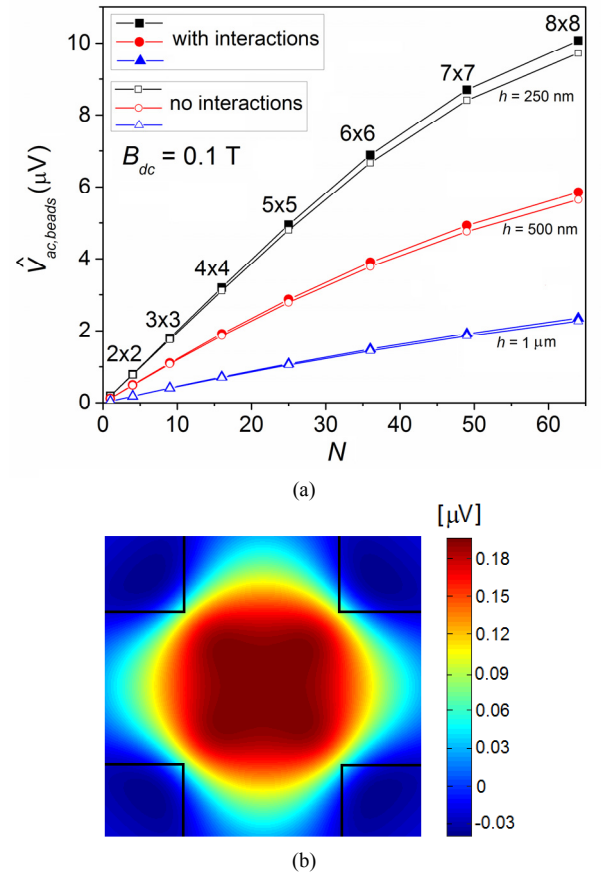 (a)
with interactions
no interactions
B_dc = 0.1 T
2x2
3x3
4x4
5x5
6x6
7x7
8x8
h = 250 nm
h = 500 nm
h = 1 μm
V̂_ac,beads (μV)
10
8
6
4
2
0
0 10 20 30 40 50 60
N
(a)
[μV]
0.18
0.15
0.12
0.09
0.06
0.03
0
-0.03
(b)